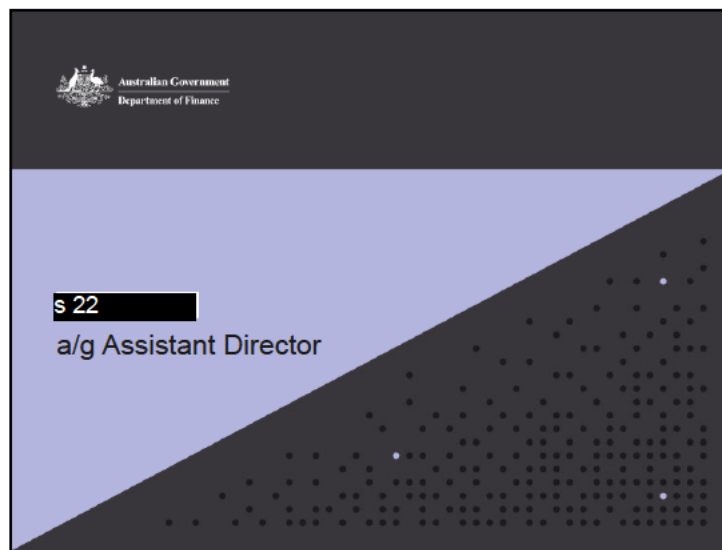 Australian Government
Department of Finance
s 22
a/g Assistant Director